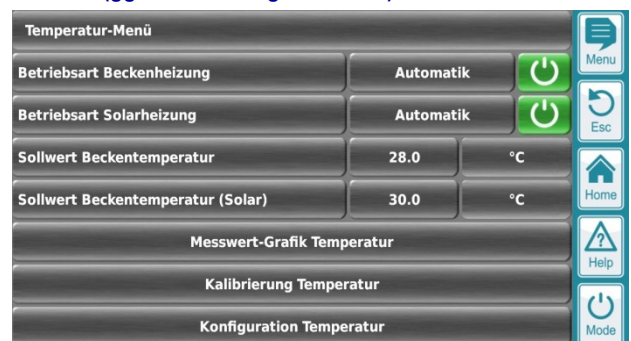 Temperatur-Menü
Betriebsart Beckenheizung Automatik
Betriebsart Solarheizung Automatik
Sollwert Beckentemperatur 28.0 °C
Sollwert Beckentemperatur (Solar) 30.0 °C
Messwert-Grafik Temperatur
Kalibrierung Temperatur
Konfiguration Temperatur
Menu
Esc
Home
?
Help
Mode